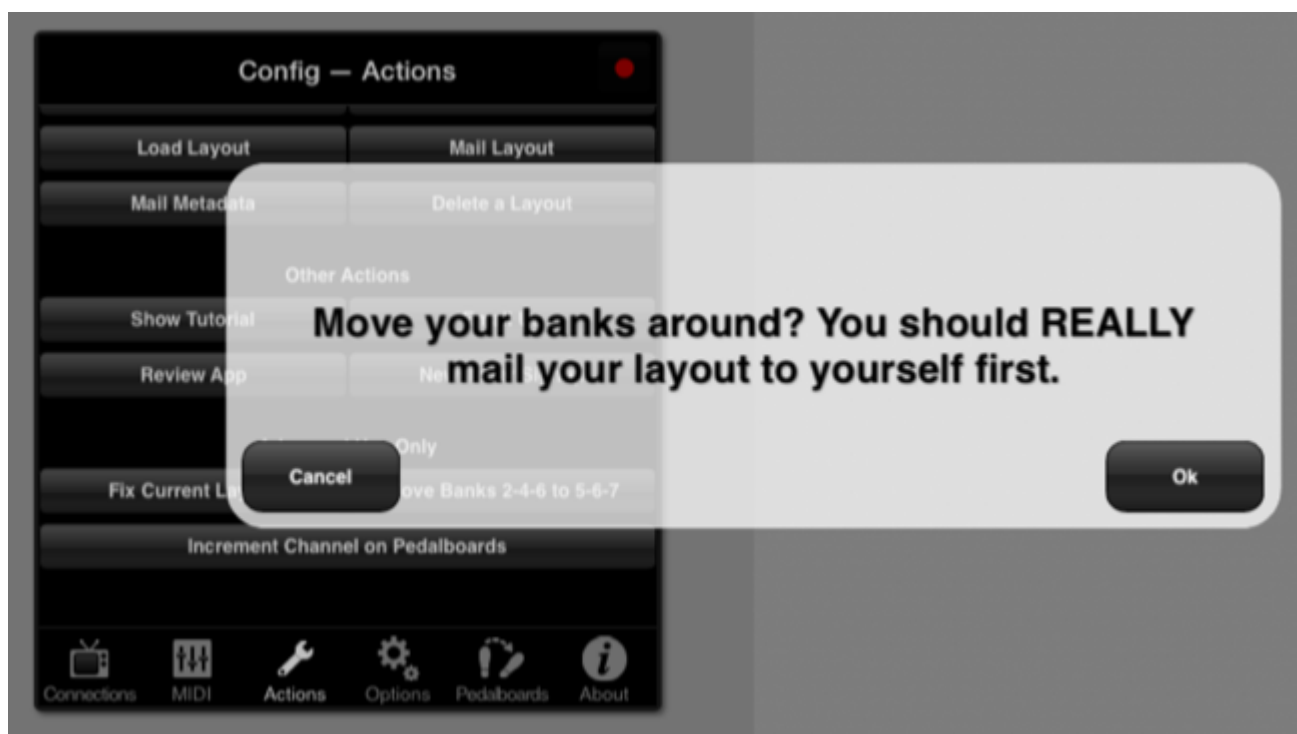 Config — Actions
Load Layout
Mail Layout
Mail Metadata
Delete a Layout
Other Actions
Show Tutorial
Move your banks around? You should REALLY
mail your layout to yourself first.
Review App
Only
Cancel
Ok
Fix Current
Move Banks 2-4-6 to 5-6-7
Increment Channel on Pedalboards
Connections
MIDI
Actions
Options
Pedalboards
About